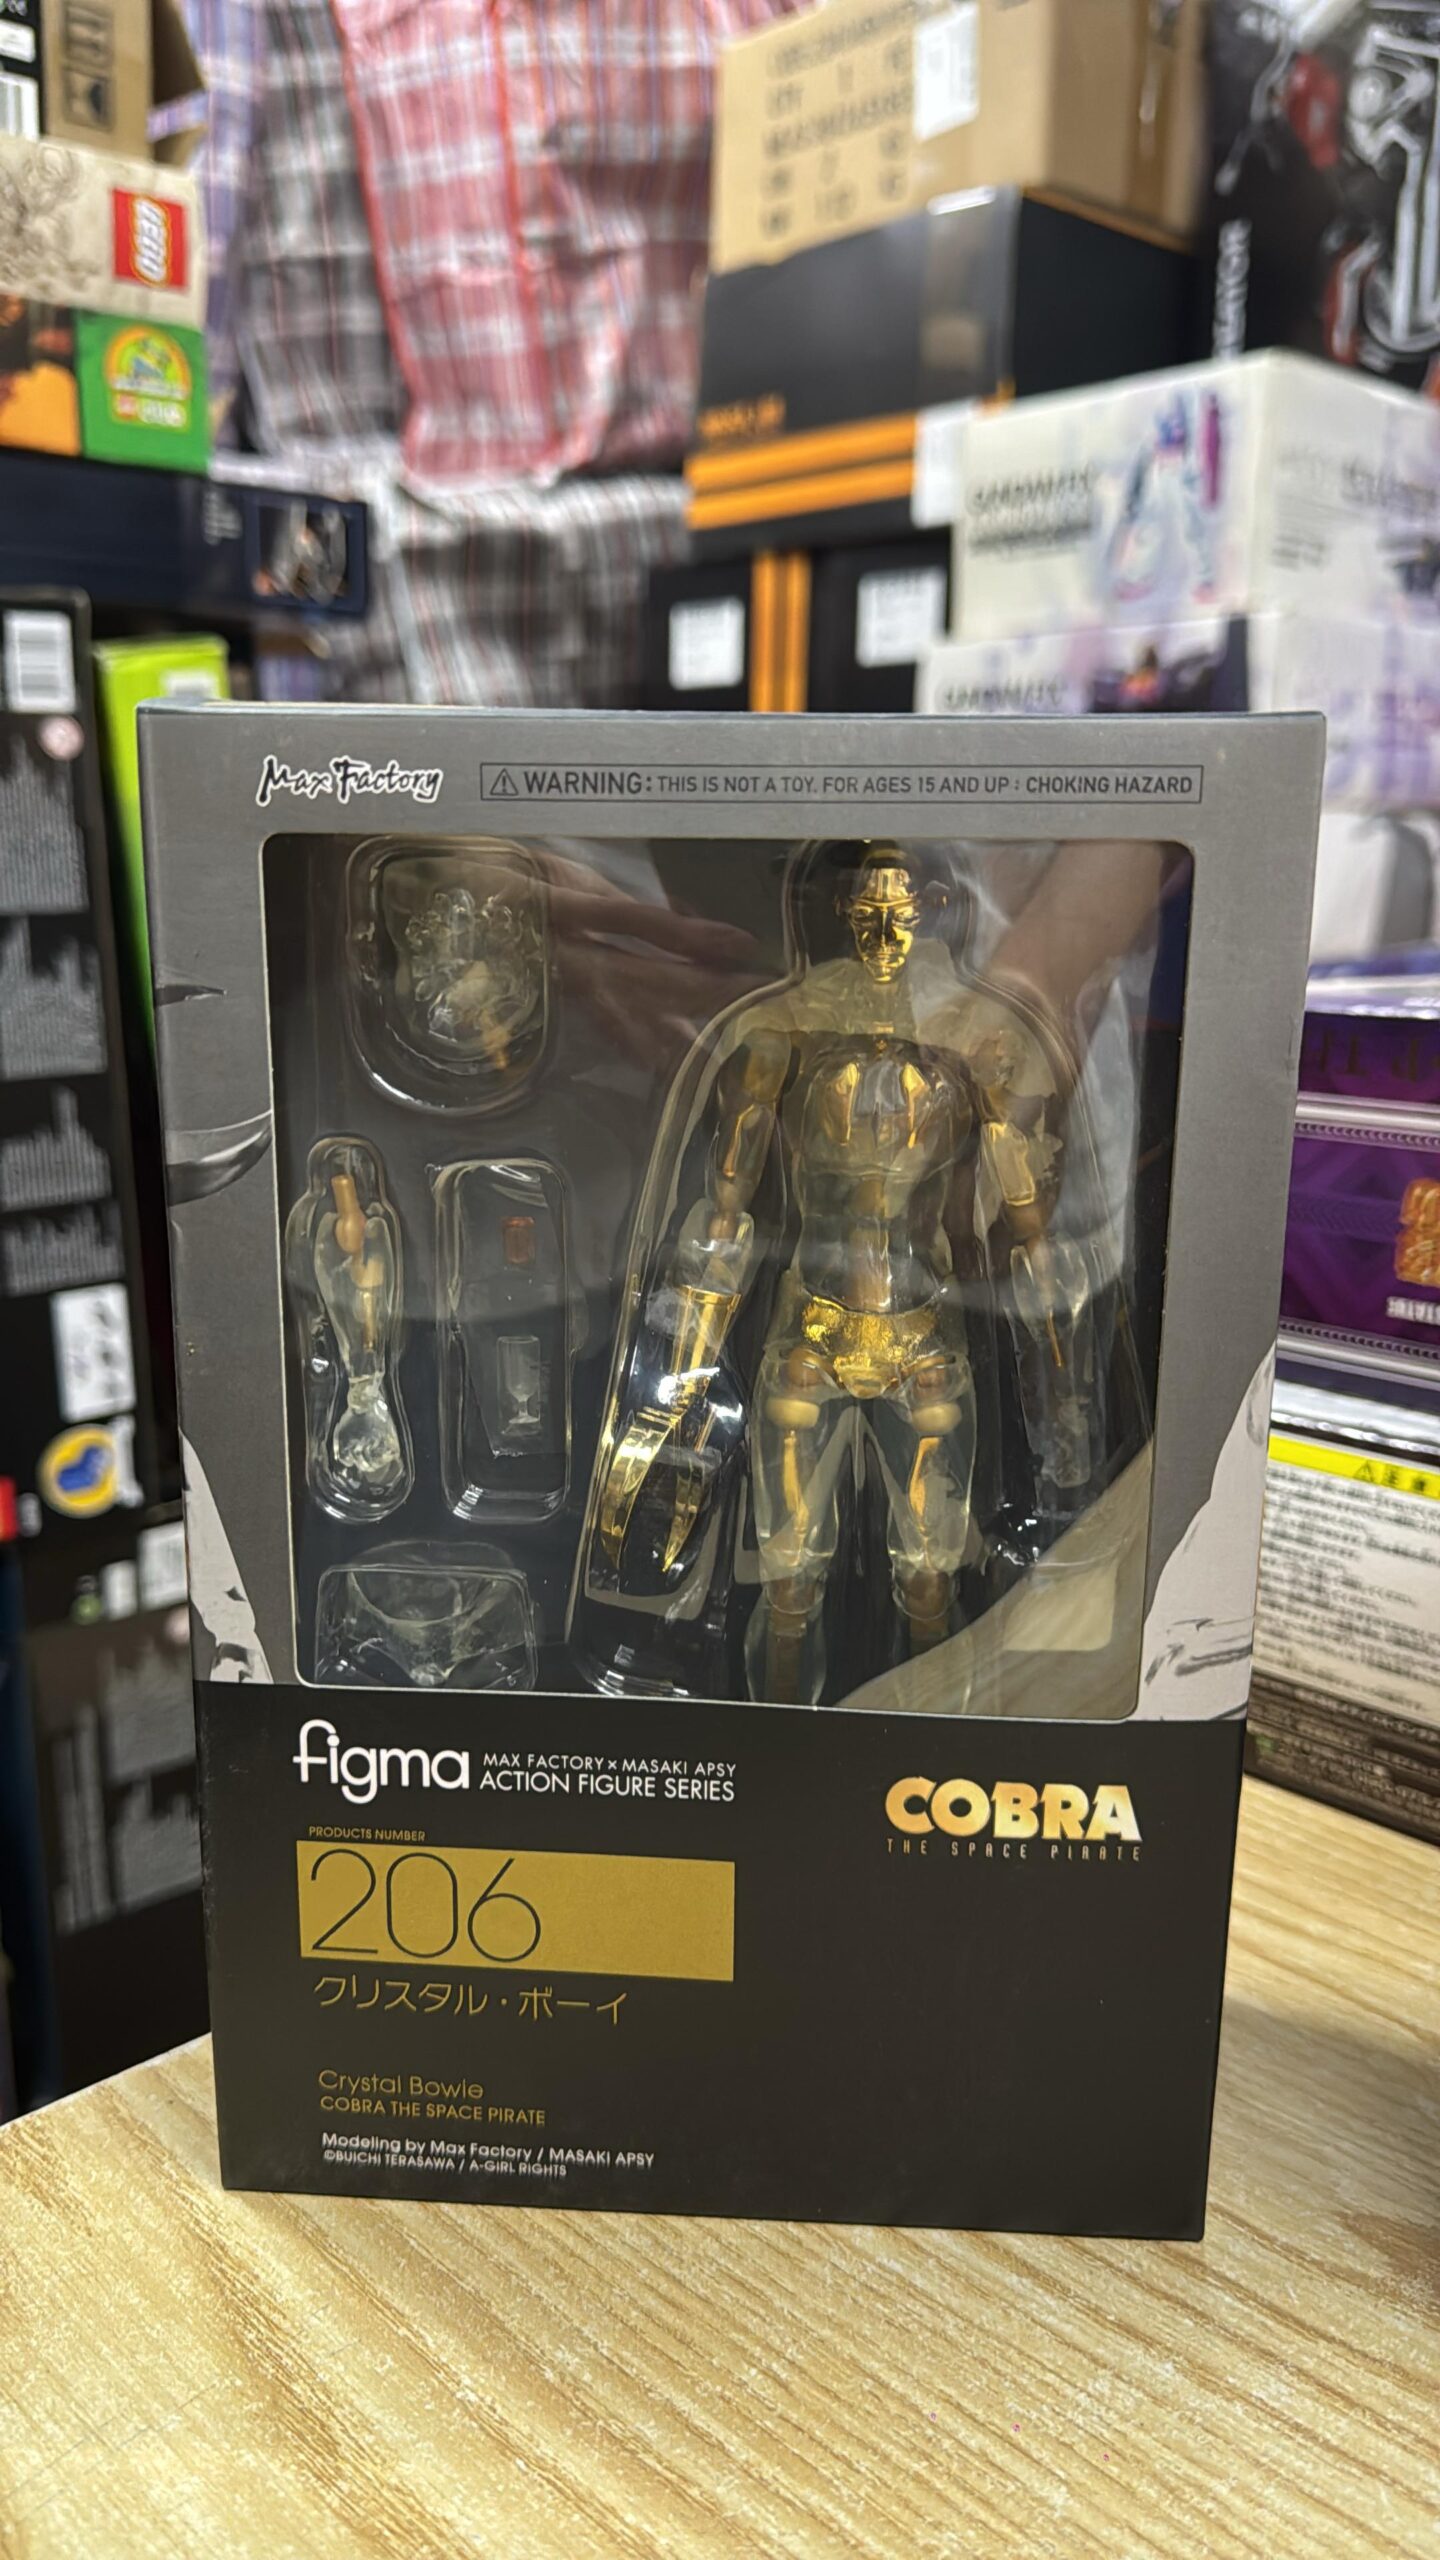 LEGO
Max Factory
WARNING: THIS IS NOT A TOY. FOR AGES 15 AND UP : CHOKING HAZARD
figma
MAX FACTORY × MASAKI APSY
ACTION FIGURE SERIES
COBRA
THE SPACE PIRATE
PRODUCTS NUMBER
206
クリスタル・ボーイ
Crystal Bowie
COBRA THE SPACE PIRATE
Modeling by Max Factory / MASAKI APSY
©BUICHI TERASAWA / A-GIRL RIGHTS